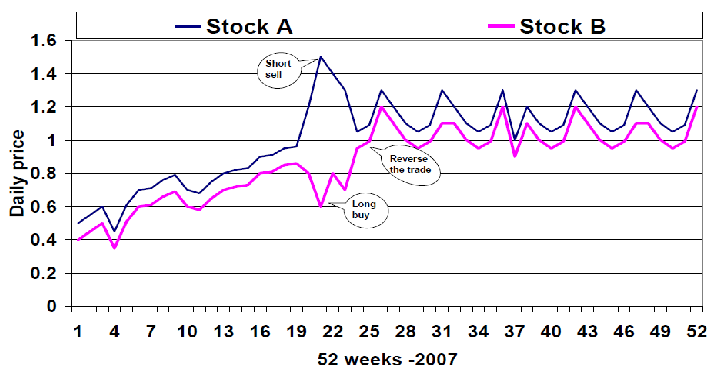 Stock A Stock B
1.6
1.4
1.2
1
0.8
0.6
0.4
0.2
0
Daily price
Short
sell
Reverse
the trade
Long
buy
1 4 7 10 13 16 19 22 25 28 31 34 37 40 43 46 49 52
52 weeks -2007